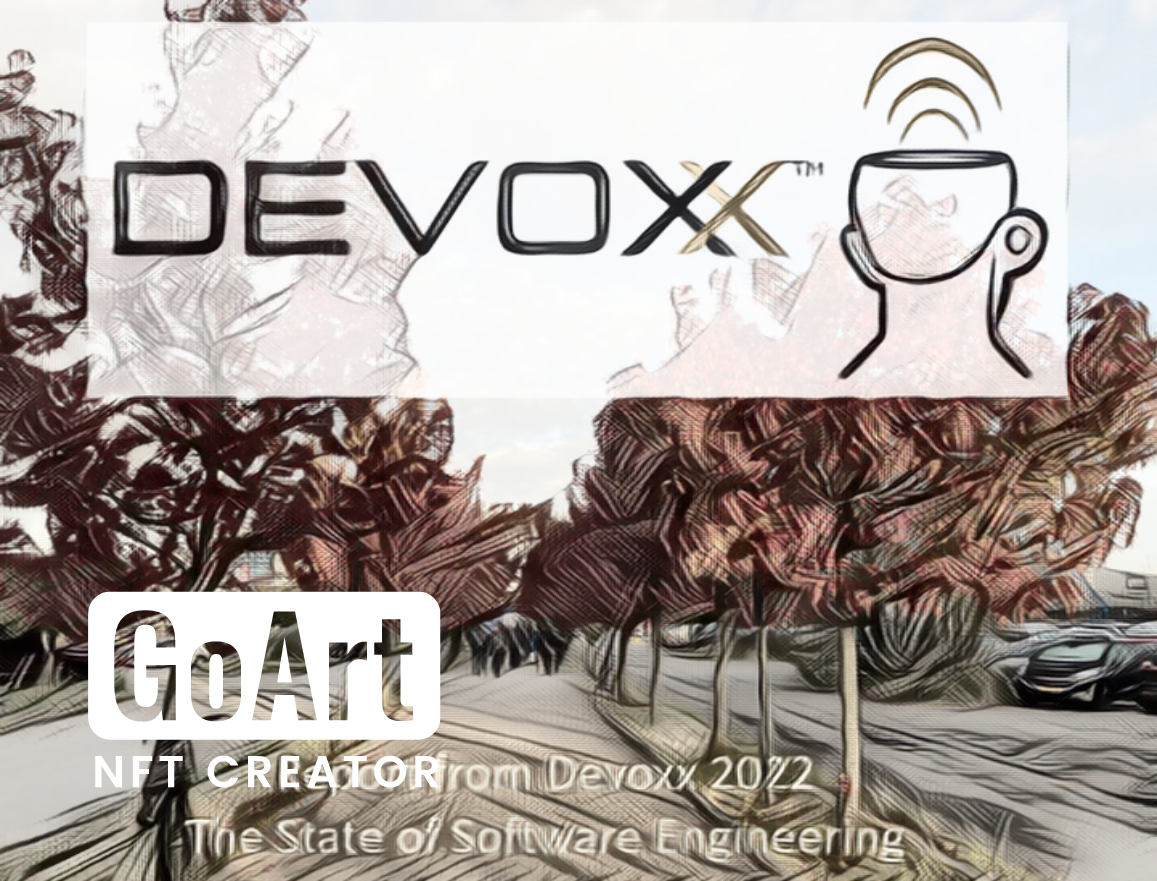 DEVOXX™
GoArt
NFT CREATOR
from Devoxx 2022
The State of Software Engineering